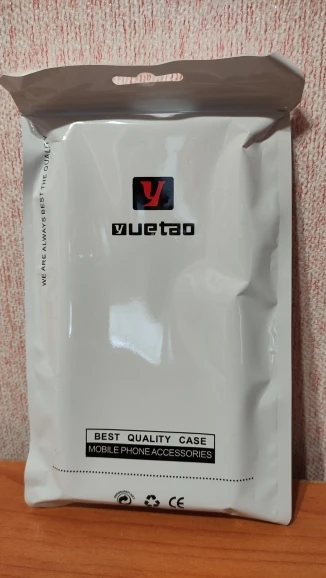 WE ARE ALWAYS BEST THE QUALITY
y
yuetao
BEST QUALITY CASE
MOBILE PHONE ACCESSORIES
CE